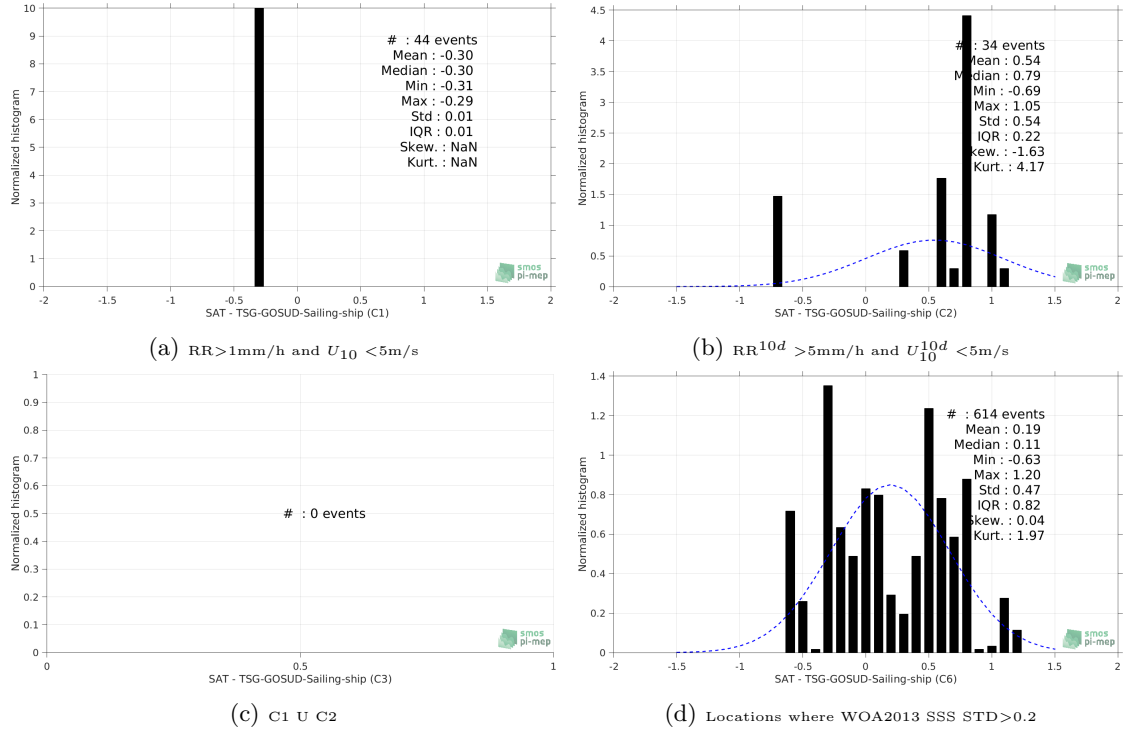 10
9
8
7
6
5
4
3
2
1
0
Normalized histogram
# : 44 events
Mean : -0.30
Median : -0.30
Min : -0.31
Max : -0.29
Std : 0.01
IQR : 0.01
Skew. : NaN
Kurt. : NaN
smos
pi-mep
-2 -1.5 -1 -0.5 0 0.5 1 1.5 2
SAT - TSG-GOSUD-Sailing-ship (C1)
(a) RR>1mm/h and U10 <5m/s
4.5
4
3.5
3
2.5
2
1.5
1
0.5
0
Normalized histogram
# : 34 events
Mean : 0.54
Median : 0.79
Min : -0.69
Max : 1.05
Std : 0.54
IQR : 0.22
Skew. : -1.63
Kurt. : 4.17
smos
pi-mep
-2 -1.5 -1 -0.5 0 0.5 1 1.5 2
SAT - TSG-GOSUD-Sailing-ship (C2)
(b) RR^10d >5mm/h and U10^10d <5m/s
1
0.9
0.8
0.7
0.6
0.5
0.4
0.3
0.2
0.1
0
Normalized histogram
# : 0 events
smos
pi-mep
0 0.5 1
SAT - TSG-GOSUD-Sailing-ship (C3)
(c) C1 U C2
1.4
1.2
1
0.8
0.6
0.4
0.2
0
Normalized histogram
# : 614 events
Mean : 0.19
Median : 0.11
Min : -0.63
Max : 1.20
Std : 0.47
IQR : 0.82
Skew. : 0.04
Kurt. : 1.97
smos
pi-mep
-2 -1.5 -1 -0.5 0 0.5 1 1.5 2
SAT - TSG-GOSUD-Sailing-ship (C6)
(d) Locations where WOA2013 SSS STD>0.2